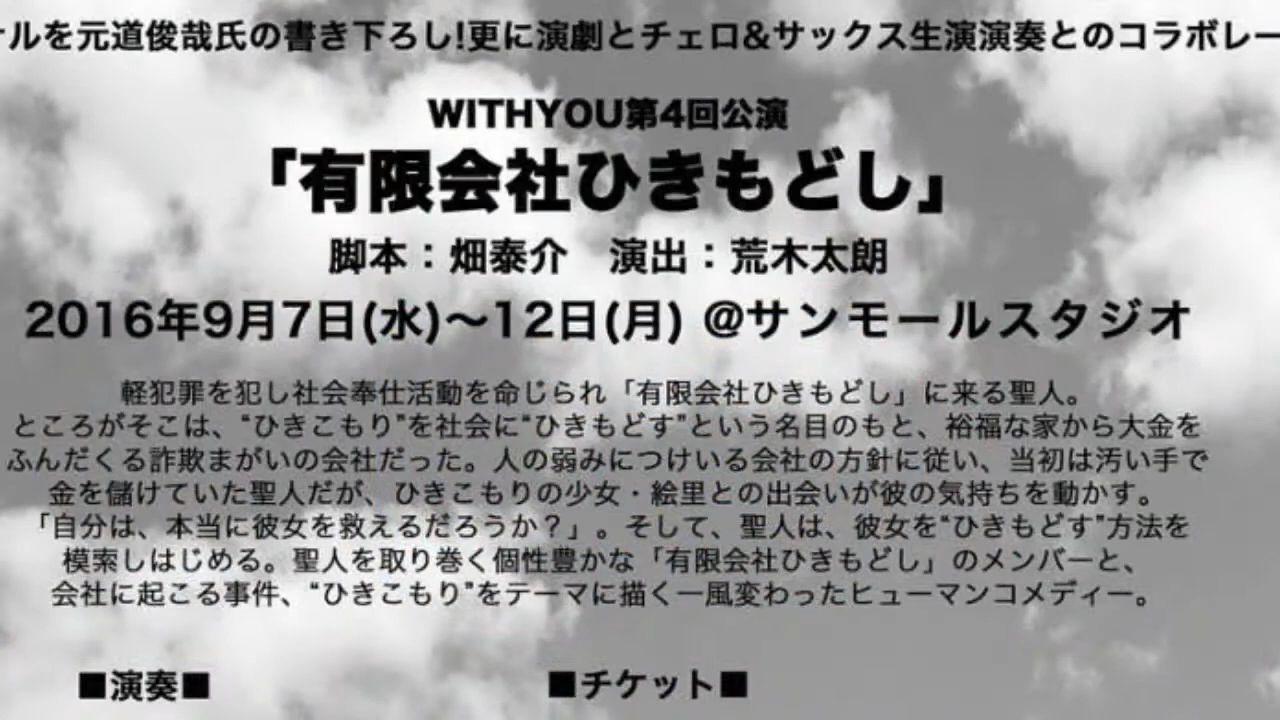 ルを元道俊哉氏の書き下ろし!更に演劇とチェロ&サックス生演演奏とのコラボレー
WITHYOU第4回公演
「有限会社ひきもどし」
脚本：畑泰介　演出：荒木太朗
2016年9月7日(水)〜12日(月) @サンモールスタジオ
軽犯罪を犯し社会奉仕活動を命じられ「有限会社ひきもどし」に来る聖人。
ところがそこは、“ひきこもり”を社会に“ひきもどす”という名目のもと、裕福な家から大金を
ふんだくる詐欺まがいの会社だった。人の弱みにつけいる会社の方針に従い、当初は汚い手で
金を儲けていた聖人だが、ひきこもりの少女・絵里との出会いが彼の気持ちを動かす。
「自分は、本当に彼女を救えるだろうか？」。そして、聖人は、彼女を“ひきもどす”方法を
模索しはじめる。聖人を取り巻く個性豊かな「有限会社ひきもどし」のメンバーと、
会社に起こる事件、“ひきこもり”をテーマに描く一風変わったヒューマンコメディー。
■演奏■　■チケット■